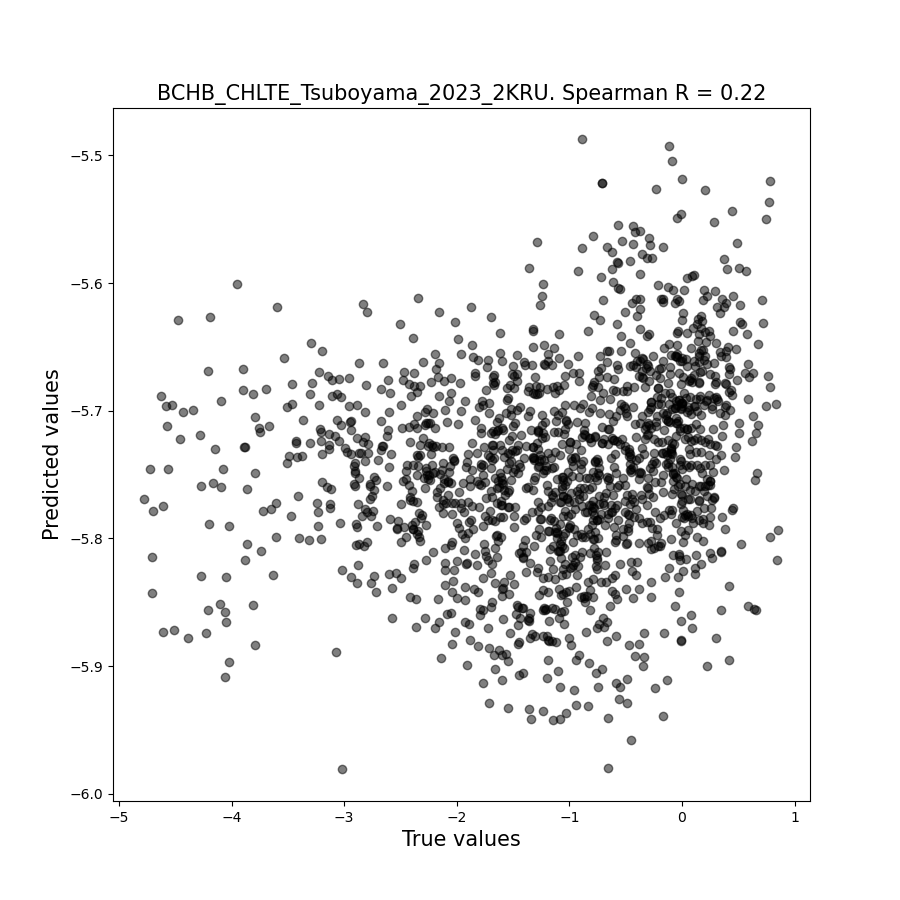 BCHB_CHLTE_Tsuboyama_2023_2KRU. Spearman R = 0.22
Predicted values
−5.5
−5.6
−5.7
−5.8
−5.9
−6.0
−5 −4 −3 −2 −1 0 1
True values